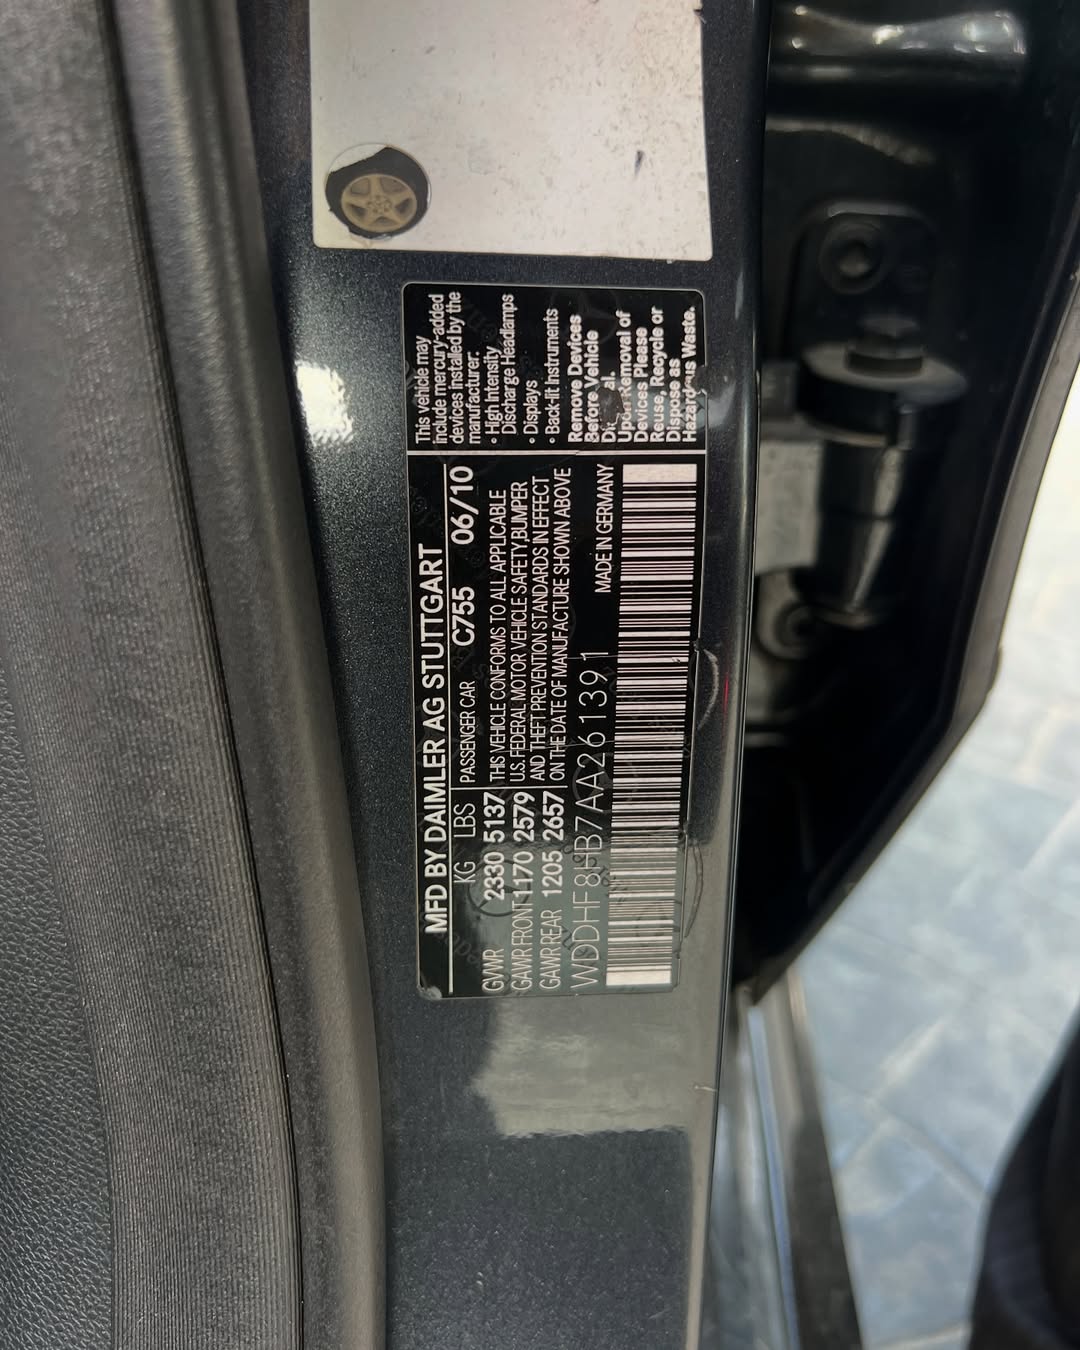 MFD BY DAIMLER AG STUTTGART
KG LBS PASSENGER CAR C755 06/10
GVWR 2330 5137
GAWR FRONT 1170 2579
GAWR REAR 1205 2657
THIS VEHICLE CONFORMS TO ALL APPLICABLE
U.S. FEDERAL MOTOR VEHICLE SAFETY, BUMPER
AND THEFT PREVENTION STANDARDS IN EFFECT
ON THE DATE OF MANUFACTURE SHOWN ABOVE
WDDHF8HB7AA261391 MADE IN GERMANY
This vehicle may
include mercury-added
devices installed by the
manufacturer:
· High Intensity
Discharge Headlamps
· Displays
· Back-lit Instruments
Remove Devices
Before Vehicle
Upon Removal of
Devices Please
Reuse, Recycle or
Dispose as
Hazardous Waste.